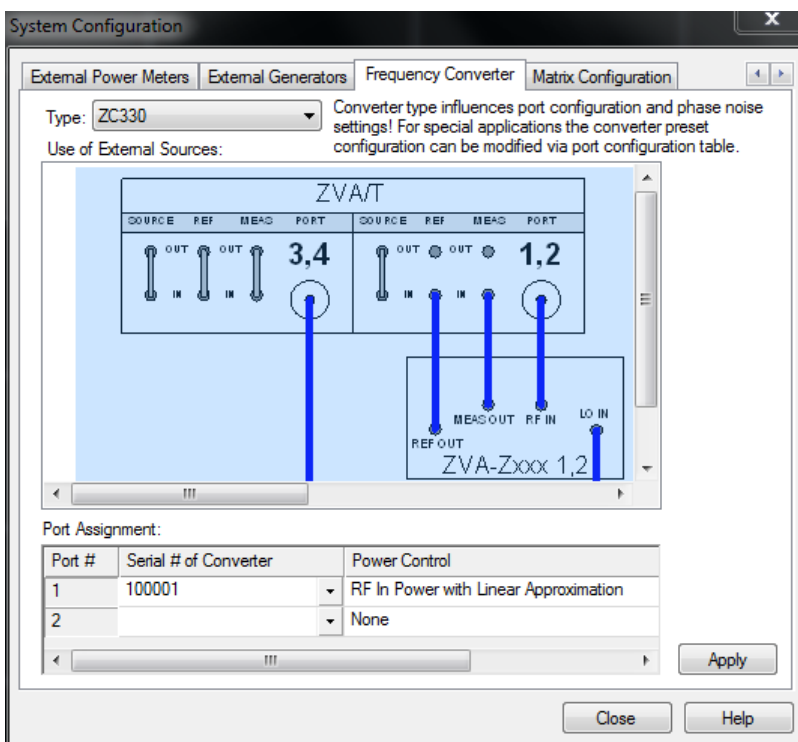 System Configuration
x
External Power Meters External Generators Frequency Converter Matrix Configuration
Type: ZC330
Converter type influences port configuration and phase noise
settings! For special applications the converter preset
configuration can be modified via port configuration table.
Use of External Sources:
ZVA/T
SOURCE REF MEAS PORT SOURCE REF MEAS PORT
OUT OUT 3,4 OUT OUT 1,2
IN IN IN IN
MEAS OUT RF IN LO IN
REF OUT
ZVA-Zxxx 1,2
Port Assignment:
Port # Serial # of Converter Power Control
1 100001 RF In Power with Linear Approximation
2 None
Apply
Close Help